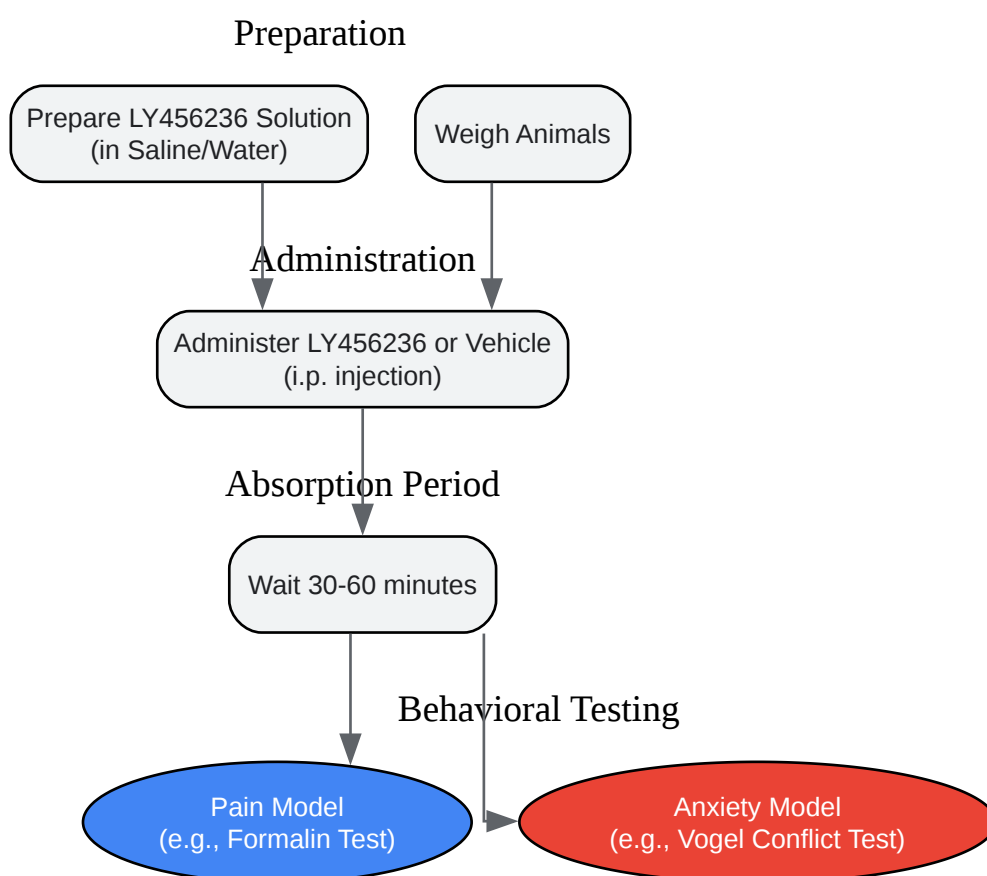 Preparation
Prepare LY456236 Solution
(in Saline/Water)
Weigh Animals
Administration
Administer LY456236 or Vehicle
(i.p. injection)
Absorption Period
Wait 30-60 minutes
Behavioral Testing
Pain Model
(e.g., Formalin Test)
Anxiety Model
(e.g., Vogel Conflict Test)